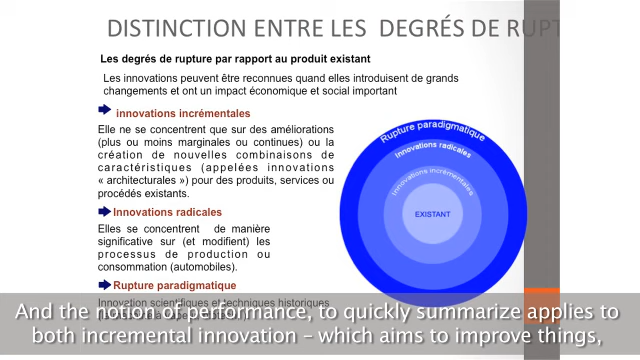 DISTINCTION ENTRE LES DEGRÉS DE RUPT
Les degrés de rupture par rapport au produit existant
Les innovations peuvent être reconnues quand elles introduisent de grands
changements et ont un impact économique et social important
innovations incrémentales
Elle ne se concentrent que sur des améliorations
(plus ou moins marginales ou continues) ou la
création de nouvelles combinaisons de
caractéristiques (appelées innovations
« architecturales ») pour des produits, services ou
procédés existants.
Innovations radicales
Elles se concentrent de manière
significative sur (et modifient) les
processus de production ou
consommation (automobiles).
Rupture paradigmatique
Innovation scientifiques et techniques historiques
Rupture paradigmatique
Innovations radicales
Innovations incrémentales
EXISTANT
And the notion of performance, to quickly summarize applies to
both incremental innovation – which aims to improve things,